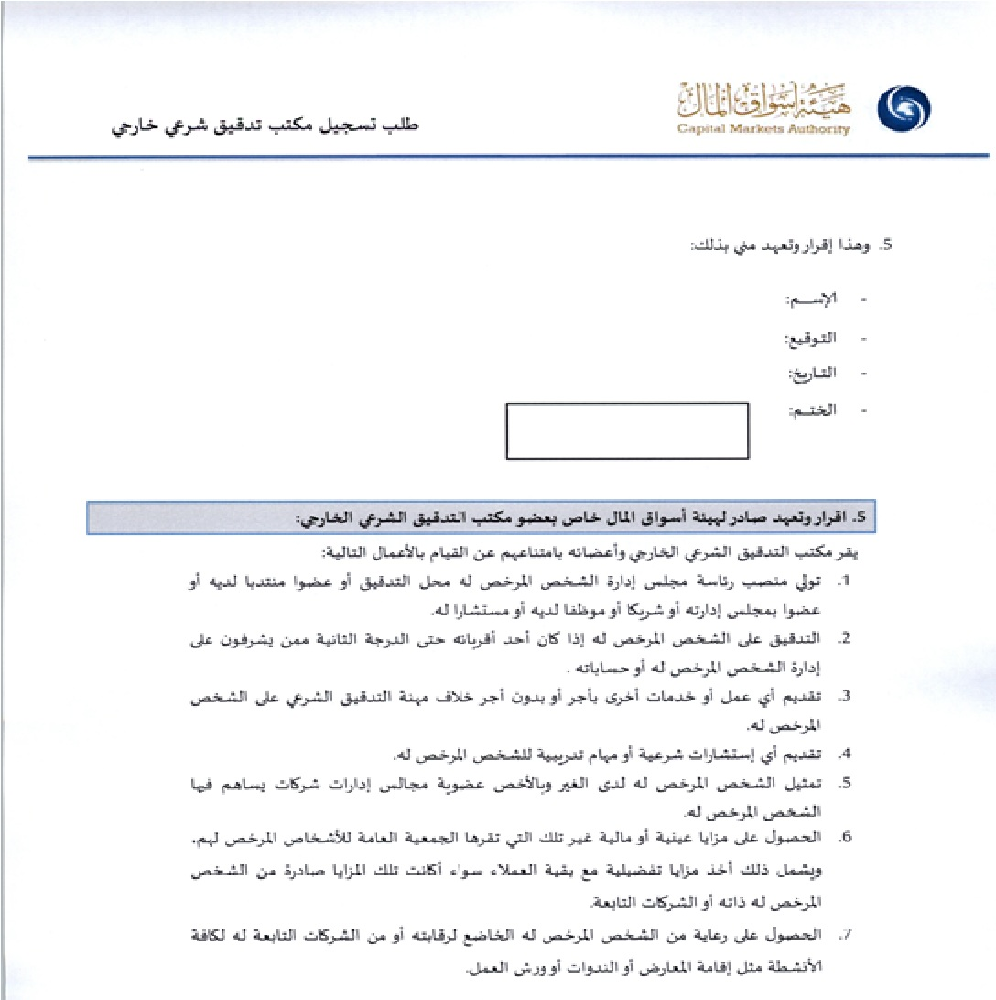 هيئة أسواق المال
Capital Markets Authority
طلب تسجيل مكتب تدقيق شرعي خارجي
5. وهذا إقرار وتعهد مني بذلك:
- الإســم:
- التوقيع:
- التاريخ:
- الختـم:
5. اقرار وتعهد صادر لهيئة أسواق المال خاص بعضو مكتب التدقيق الشرعي الخارجي:
يقر مكتب التدقيق الشرعي الخارجي وأعضائه بامتناعهم عن القيام بالأعمال التالية:
1. تولي منصب رئاسة مجلس إدارة الشخص المرخص له محل التدقيق أو عضوا منتدبا لديه أو
عضوا بمجلس إدارته أو شريكا أو موظفا لديه أو مستشارا له.
2. التدقيق على الشخص المرخص له إذا كان أحد أقربائه حتى الدرجة الثانية ممن يشرفون على
إدارة الشخص المرخص له أو حساباته .
3. تقديم أي عمل أو خدمات أخرى بأجر أو بدون أجر خلاف مهنة التدقيق الشرعي على الشخص
المرخص له.
4. تقديم أي إستشارات شرعية أو مهام تدريبية للشخص المرخص له.
5. تمثيل الشخص المرخص له لدى الغير وبالأخص عضوية مجالس إدارات شركات يساهم فيها
الشخص المرخص له.
6. الحصول على مزايا عينية أو مالية غير تلك التي تقرها الجمعية العامة للأشخاص المرخص لهم،
ويشمل ذلك أخذ مزايا تفضيلية مع بقية العملاء سواء أكانت تلك المزايا صادرة من الشخص
المرخص له ذاته أو الشركات التابعة.
7. الحصول على رعاية من الشخص المرخص له الخاضع لرقابته أو من الشركات التابعة له لكافة
الأنشطة مثل إقامة المعارض أو الندوات أو ورش العمل.